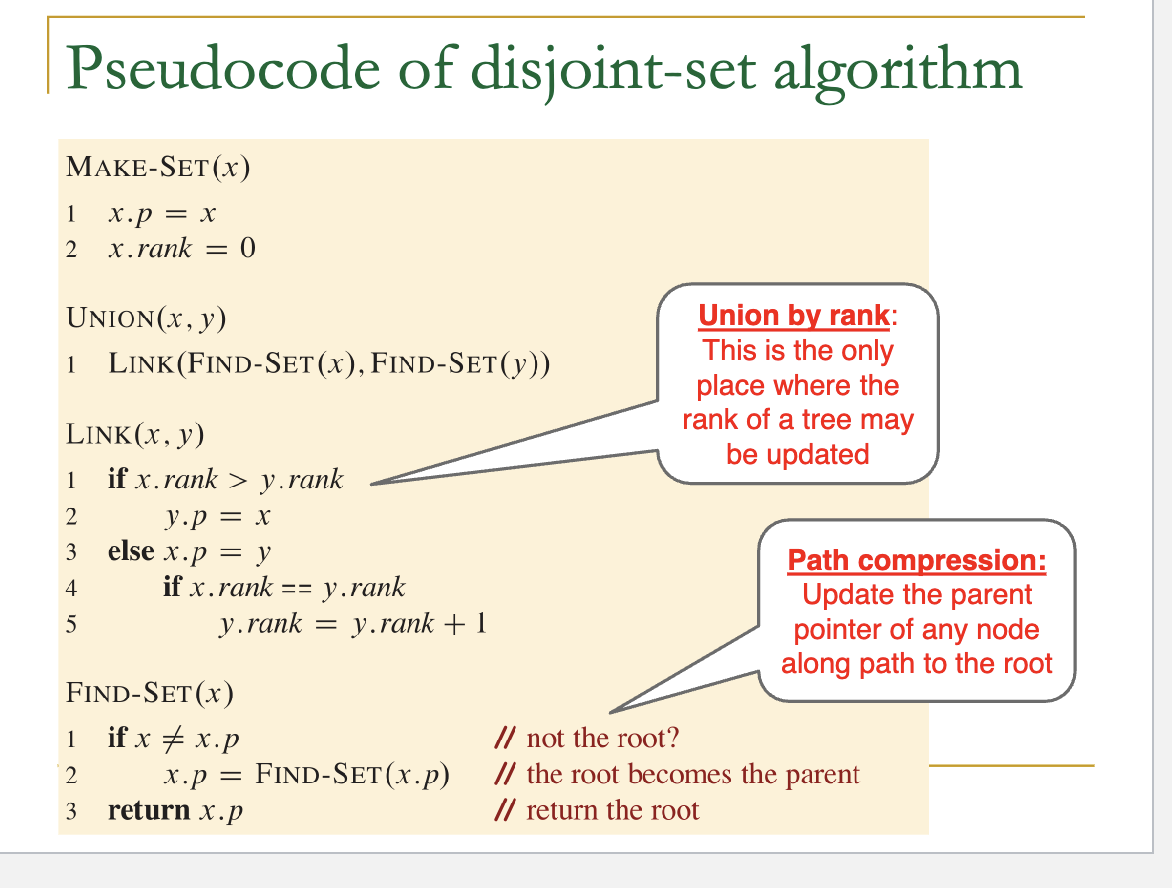 Pseudocode of disjoint-set algorithm
MAKE-SET(x)
1 x.p = x
2 x.rank = 0
UNION(x, y)
1 LINK(FIND-SET(x), FIND-SET(y))
LINK(x, y)
1 if x.rank > y.rank
2 y.p = x
3 else x.p = y
4 if x.rank == y.rank
5 y.rank = y.rank + 1
Union by rank:
This is the only
place where the
rank of a tree may
be updated
FIND-SET(x)
1 if x ≠ x.p // not the root?
2 x.p = FIND-SET(x.p) // the root becomes the parent
3 return x.p // return the root
Path compression:
Update the parent
pointer of any node
along path to the root